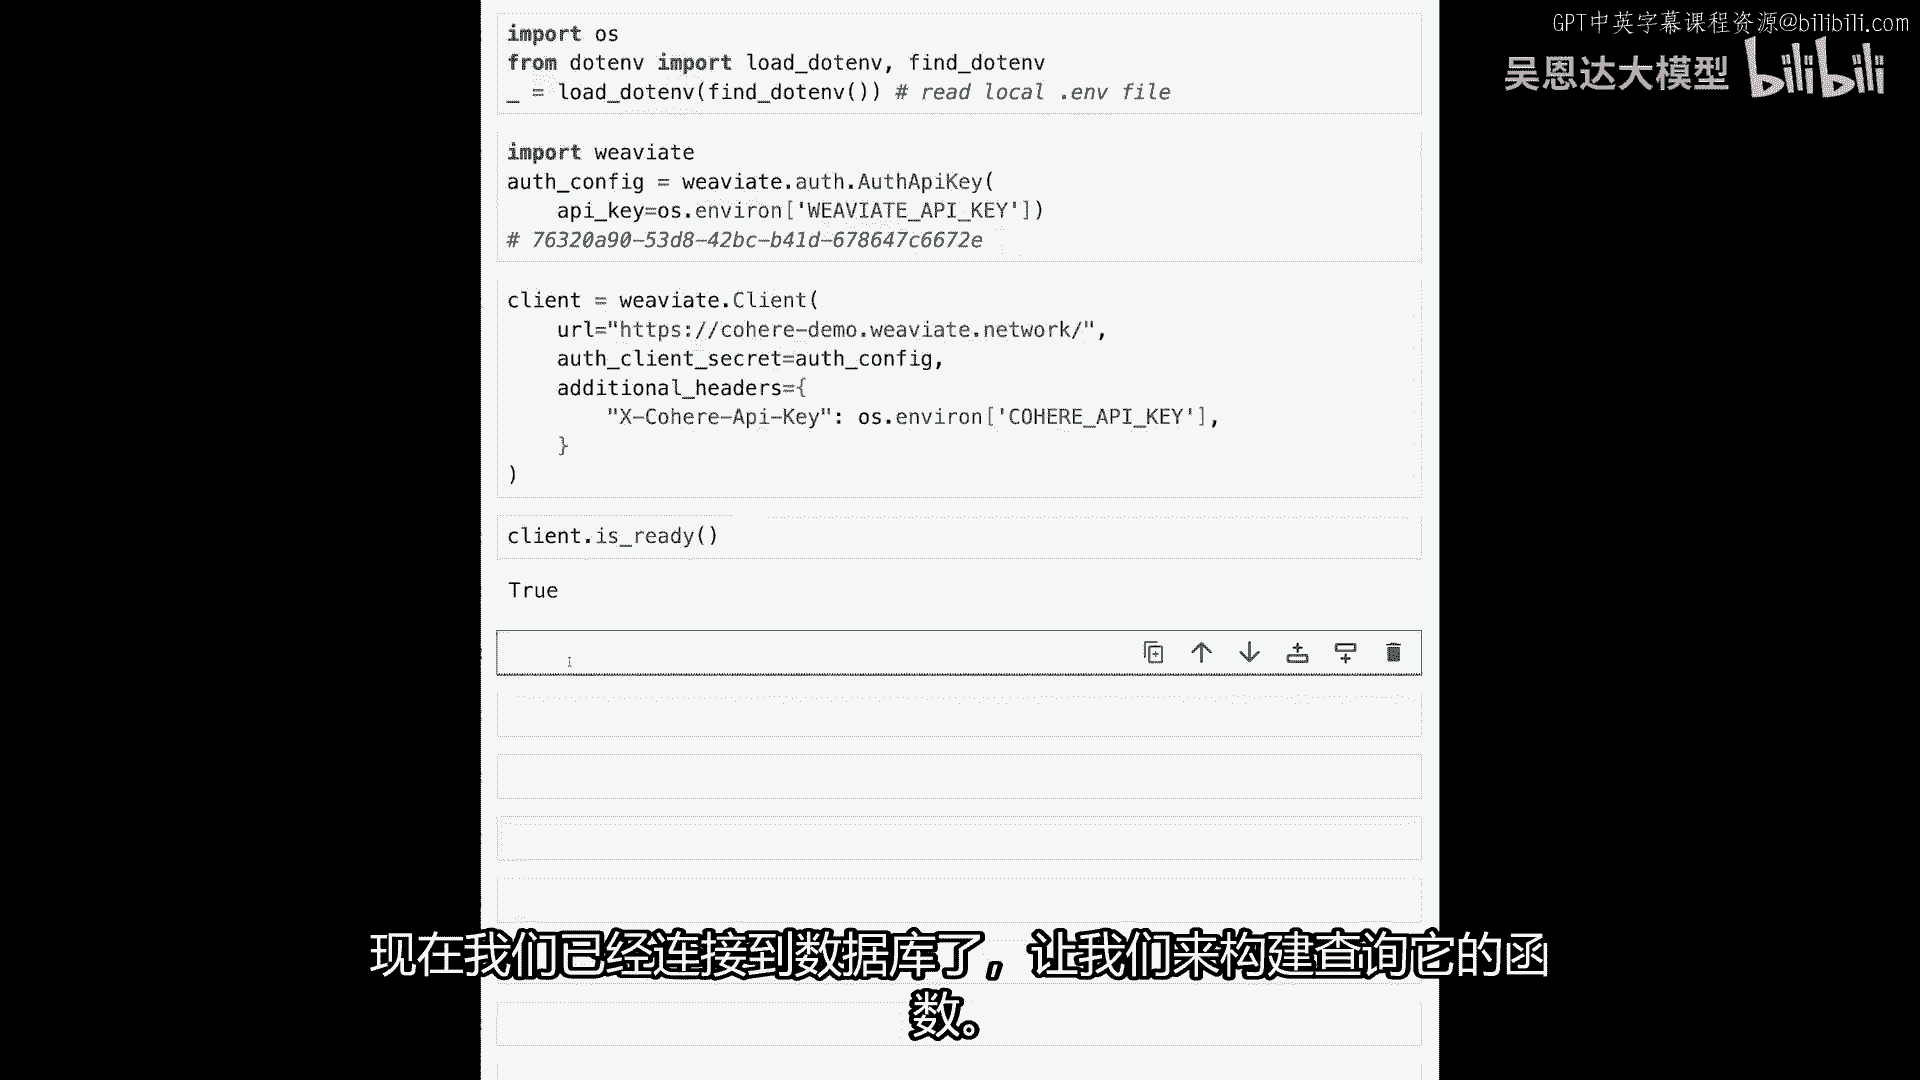 GPT中英字幕课程资源@bilibili.com
吴恩达大模型 bilibili
import os
from dotenv import load_dotenv, find_dotenv
_ = load_dotenv(find_dotenv()) # read local .env file
import weaviate
auth_config = weaviate.auth.AuthApiKey(
    api_key=os.environ['WEAVIATE_API_KEY'])
# 76320a90-53d8-42bc-b41d-678647c6672e
client = weaviate.Client(
    url="https://cohere-demo.weaviate.network/",
    auth_client_secret=auth_config,
    additional_headers={
        "X-Cohere-Api-Key": os.environ['COHERE_API_KEY'],
    }
)
client.is_ready()
True
现在我们已经连接到数据库了，让我们来构建查询它的函
数。